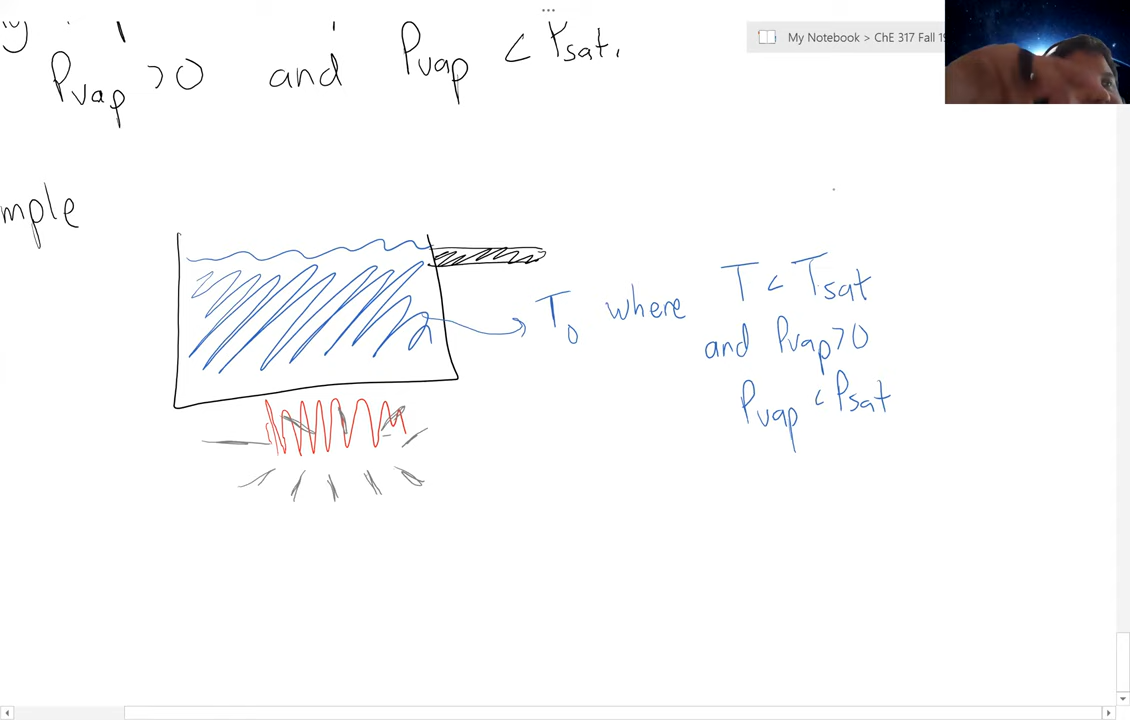 Pvap >0 and Pvap < Psat.
My Notebook > ChE 317 Fall 19
mple
T0 where T < Tsat
and Pvap>0
Pvap < Psat